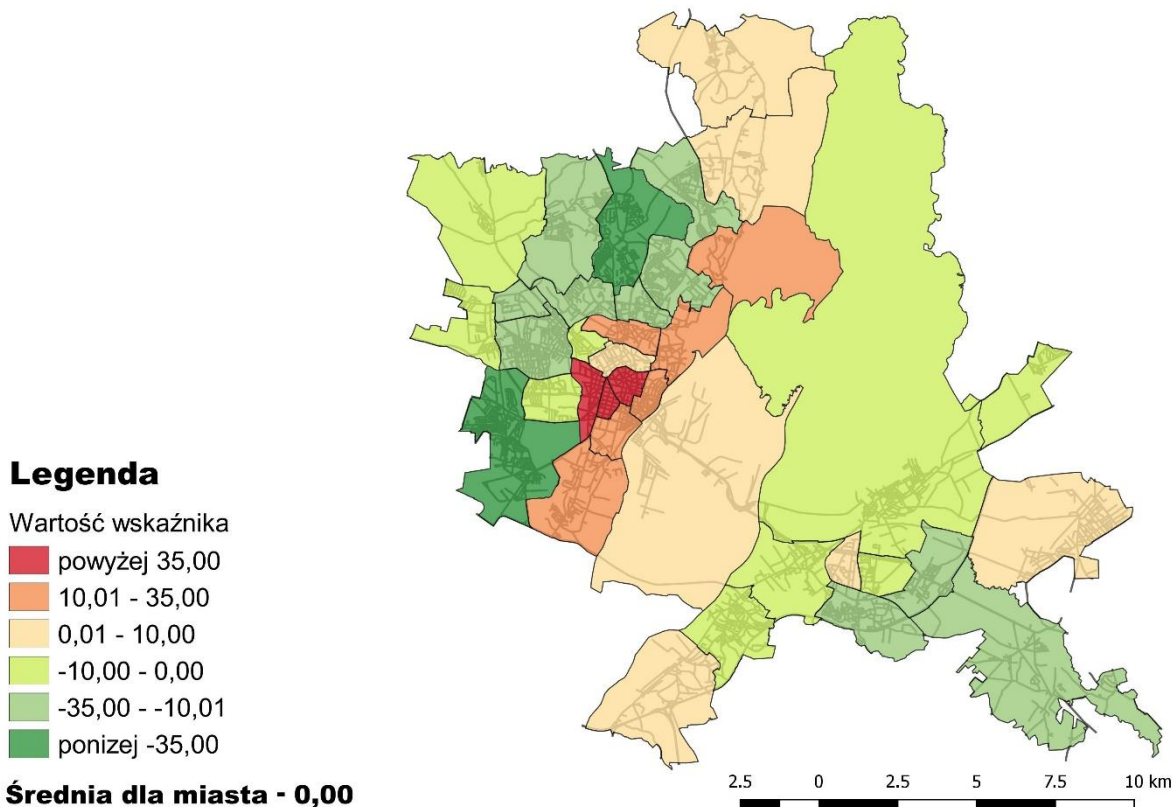 Legenda
Wartość wskaźnika
powyżej 35,00
10,01 - 35,00
0,01 - 10,00
-10,00 - 0,00
-35,00 - -10,01
ponizej -35,00
Średnia dla miasta - 0,00
2.5 0 2.5 5 7.5 10 km